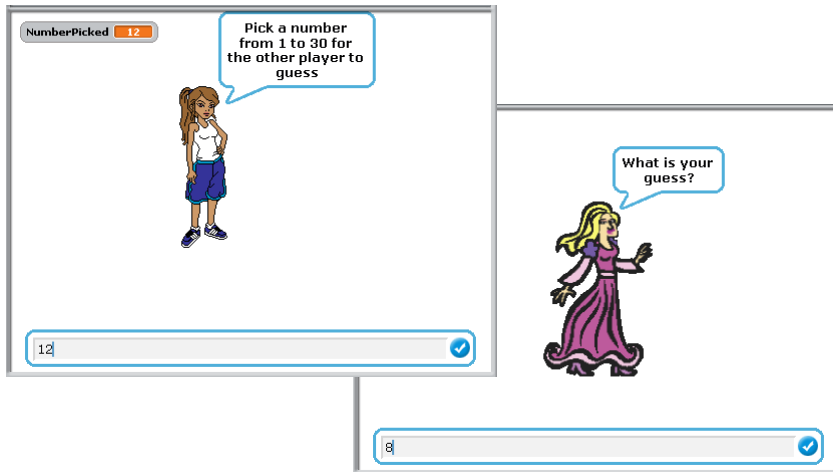 NumberPicked 12
Pick a number
from 1 to 30 for
the other player to
guess
12
What is your
guess?
8